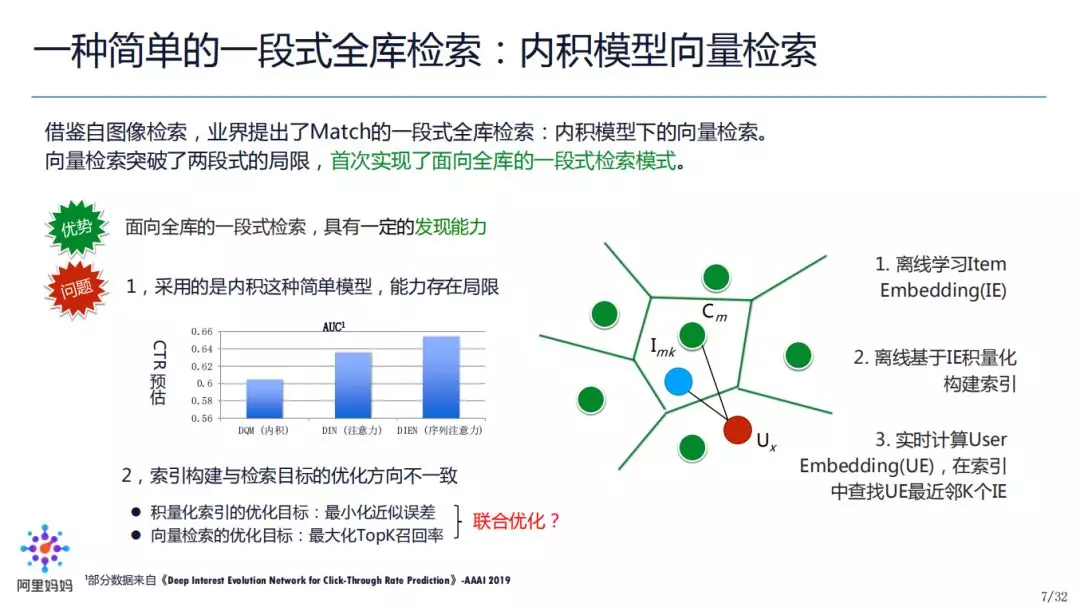 一种简单的一段式全库检索：内积模型向量检索
借鉴自图像检索，业界提出了Match的一段式全库检索：内积模型下的向量检索。
向量检索突破了两段式的局限，首次实现了面向全库的一段式检索模式。
优势
面向全库的一段式检索，具有一定的发现能力
问题
1，采用的是内积这种简单模型，能力存在局限
AUC¹
CTR预估
0.66
0.64
0.62
0.6
0.58
0.56
DQM（内积）
DIN（注意力）
DIEN（序列注意力）
2，索引构建与检索目标的优化方向不一致
● 积量化索引的优化目标：最小化近似误差
● 向量检索的优化目标：最大化TopK召回率
联合优化？
Cm
Imk
Ux
1. 离线学习Item
Embedding(IE)
2. 离线基于IE积量化
构建索引
3. 实时计算User
Embedding(UE)，在索引
中查找UE最近邻K个IE
阿里妈妈
¹部分数据来自《Deep Interest Evolution Network for Click-Through Rate Prediction》-AAAI 2019
7/32